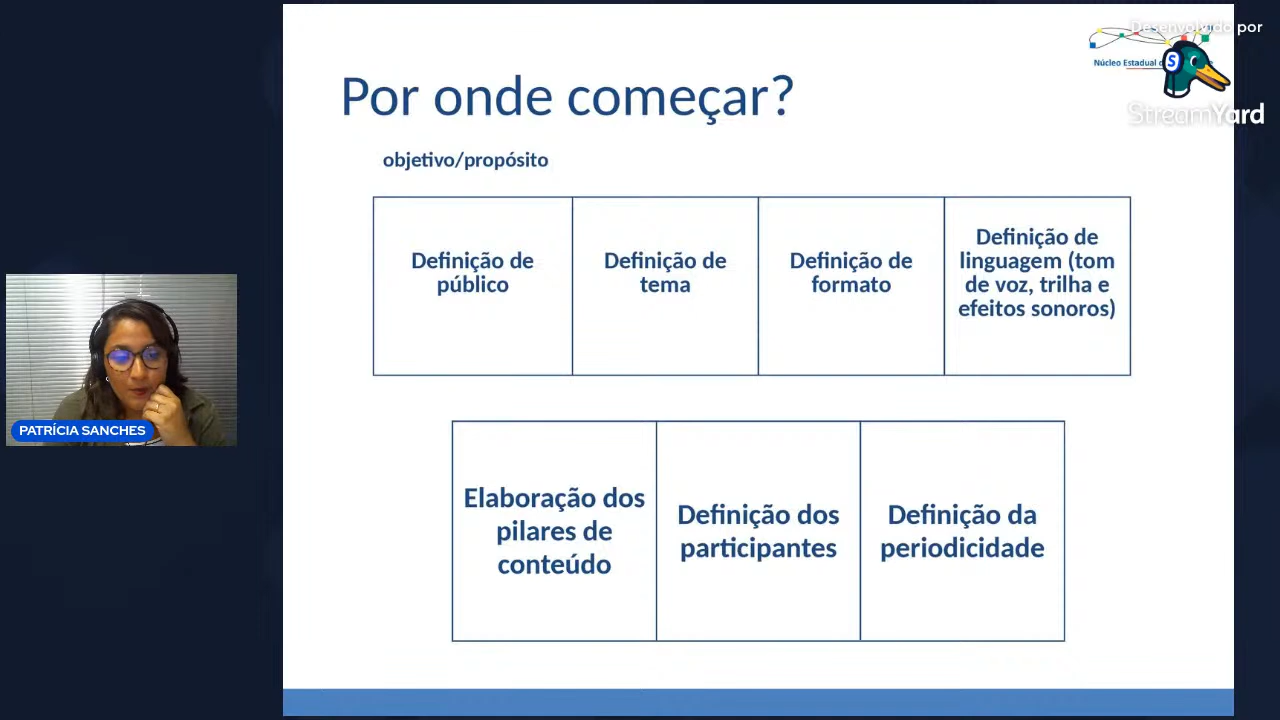 Desenvolvido por
Núcleo Estadual
S
StreamYard
Por onde começar?
objetivo/propósito
Definição de
público
Definição de
tema
Definição de
formato
Definição de
linguagem (tom
de voz, trilha e
efeitos sonoros)
PATRÍCIA SANCHES
Elaboração dos
pilares de
conteúdo
Definição dos
participantes
Definição da
periodicidade